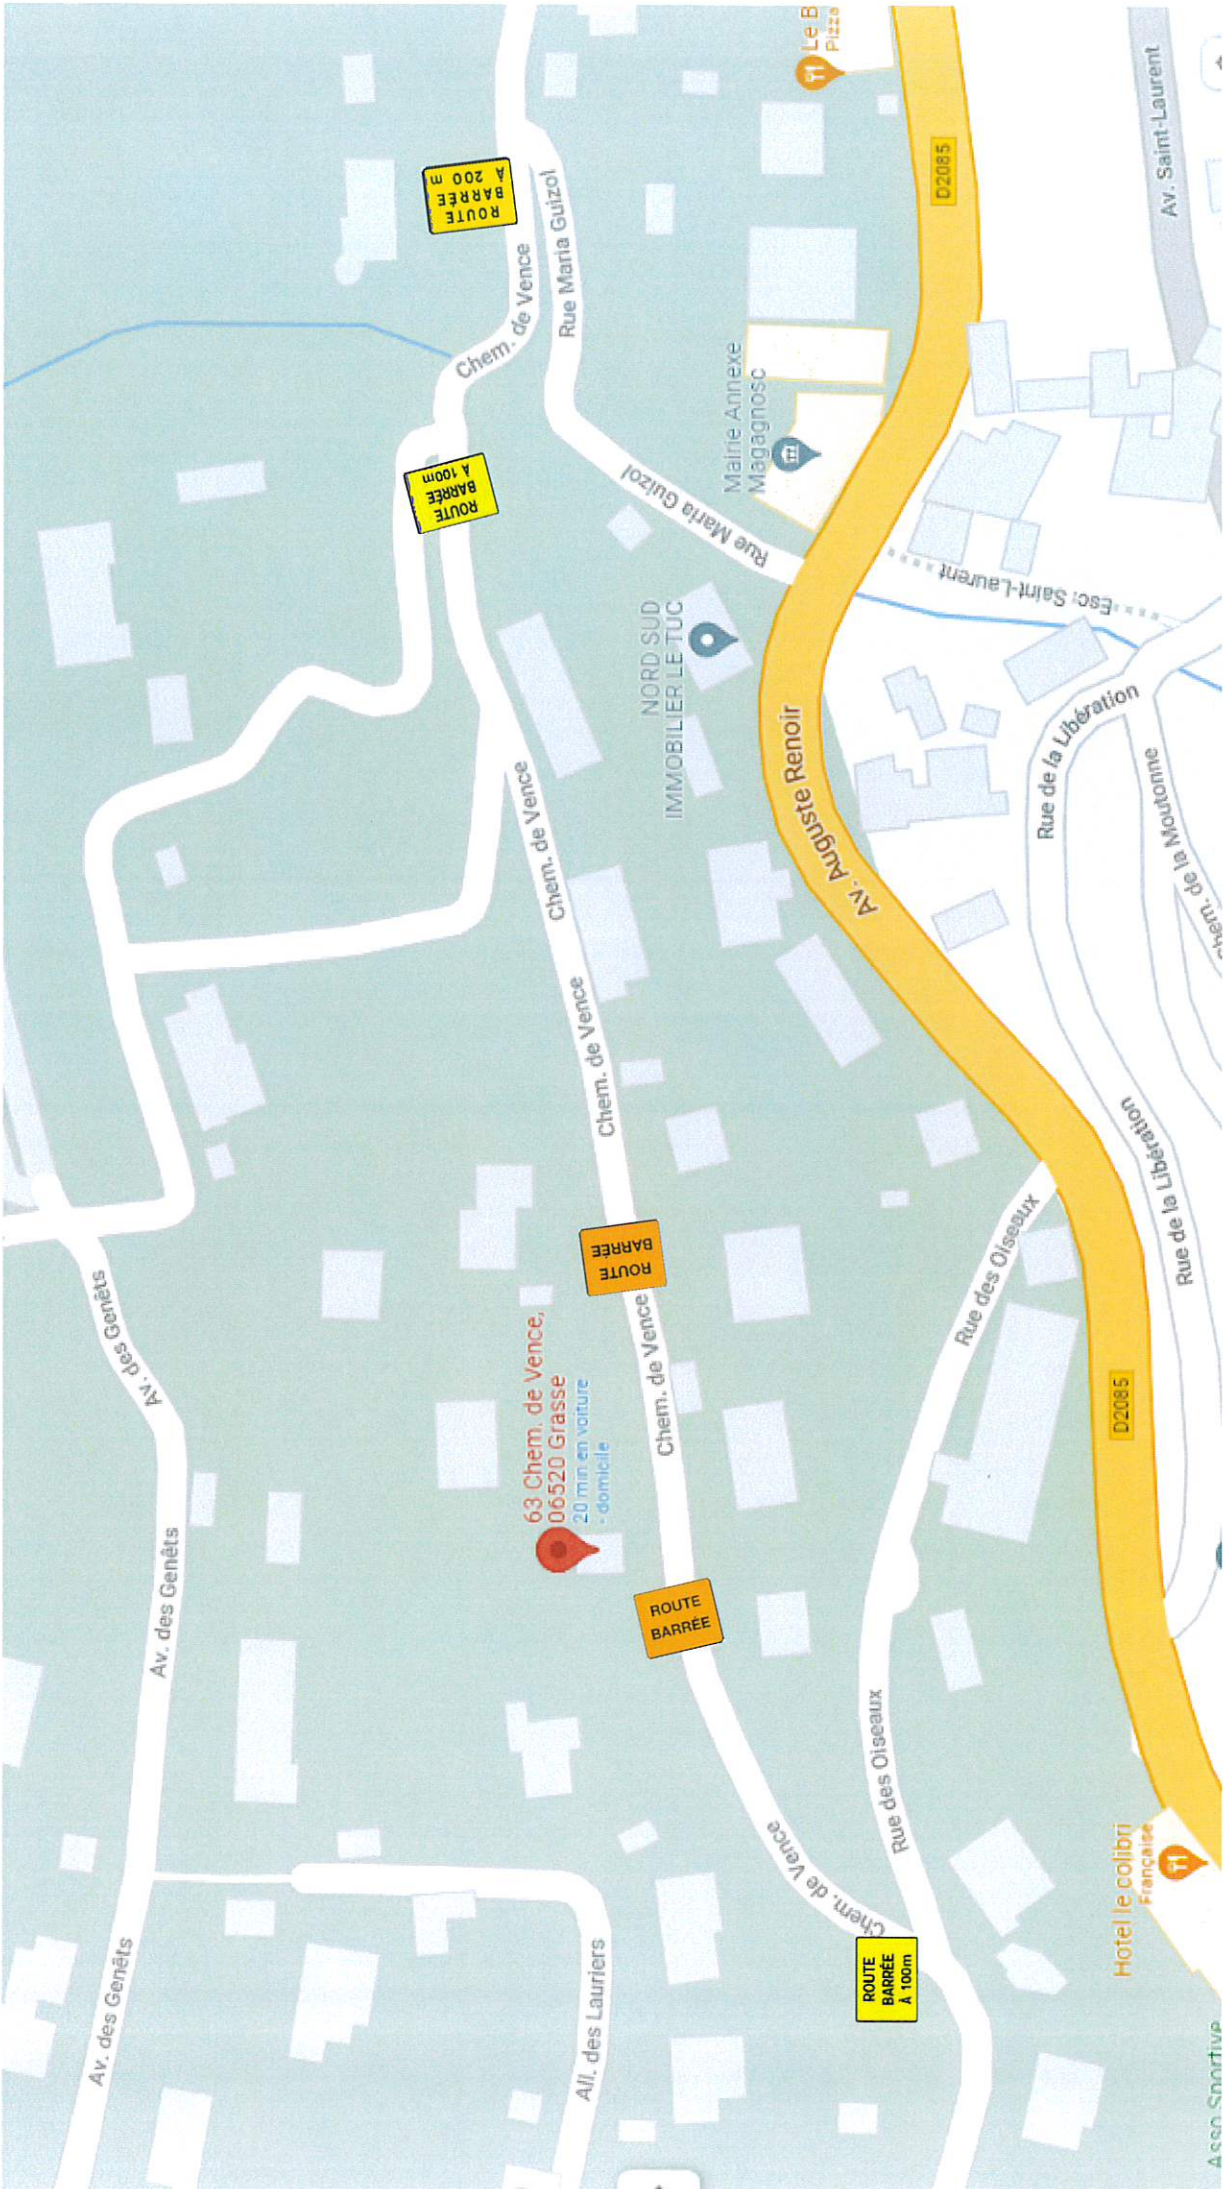 Le B
Pizza
D2085
Av. Saint-Laurent
ROUTE
BARRÉE
À 200 m
Rue Maria Guizol
Chem. de Vence
Mairie Annexe
Magagnosc
ROUTE
BARRÉE
À 100m
Rue Maria Guizol
Esc. Saint-Laurent
NORD SUD
IMMOBILIER LE TUC
Rue de la Libération
Av. Auguste Renoir
Chem. de la Moutonne
Chem. de Vence
Chem. de Vence
Rue de la Libération
ROUTE
BARRÉE
Rue des Oiseaux
Av. des Genêts
63 Chem. de Vence,
06520 Grasse
20 min en voiture
- domicile
Chem. de Vence
D2085
Av. des Genêts
ROUTE
BARRÉE
Rue des Oiseaux
Chem. de Vence
Hotel le colibri
Française
ROUTE
BARRÉE
À 100m
Av. des Genêts
All. des Lauriers
Asso Sportive